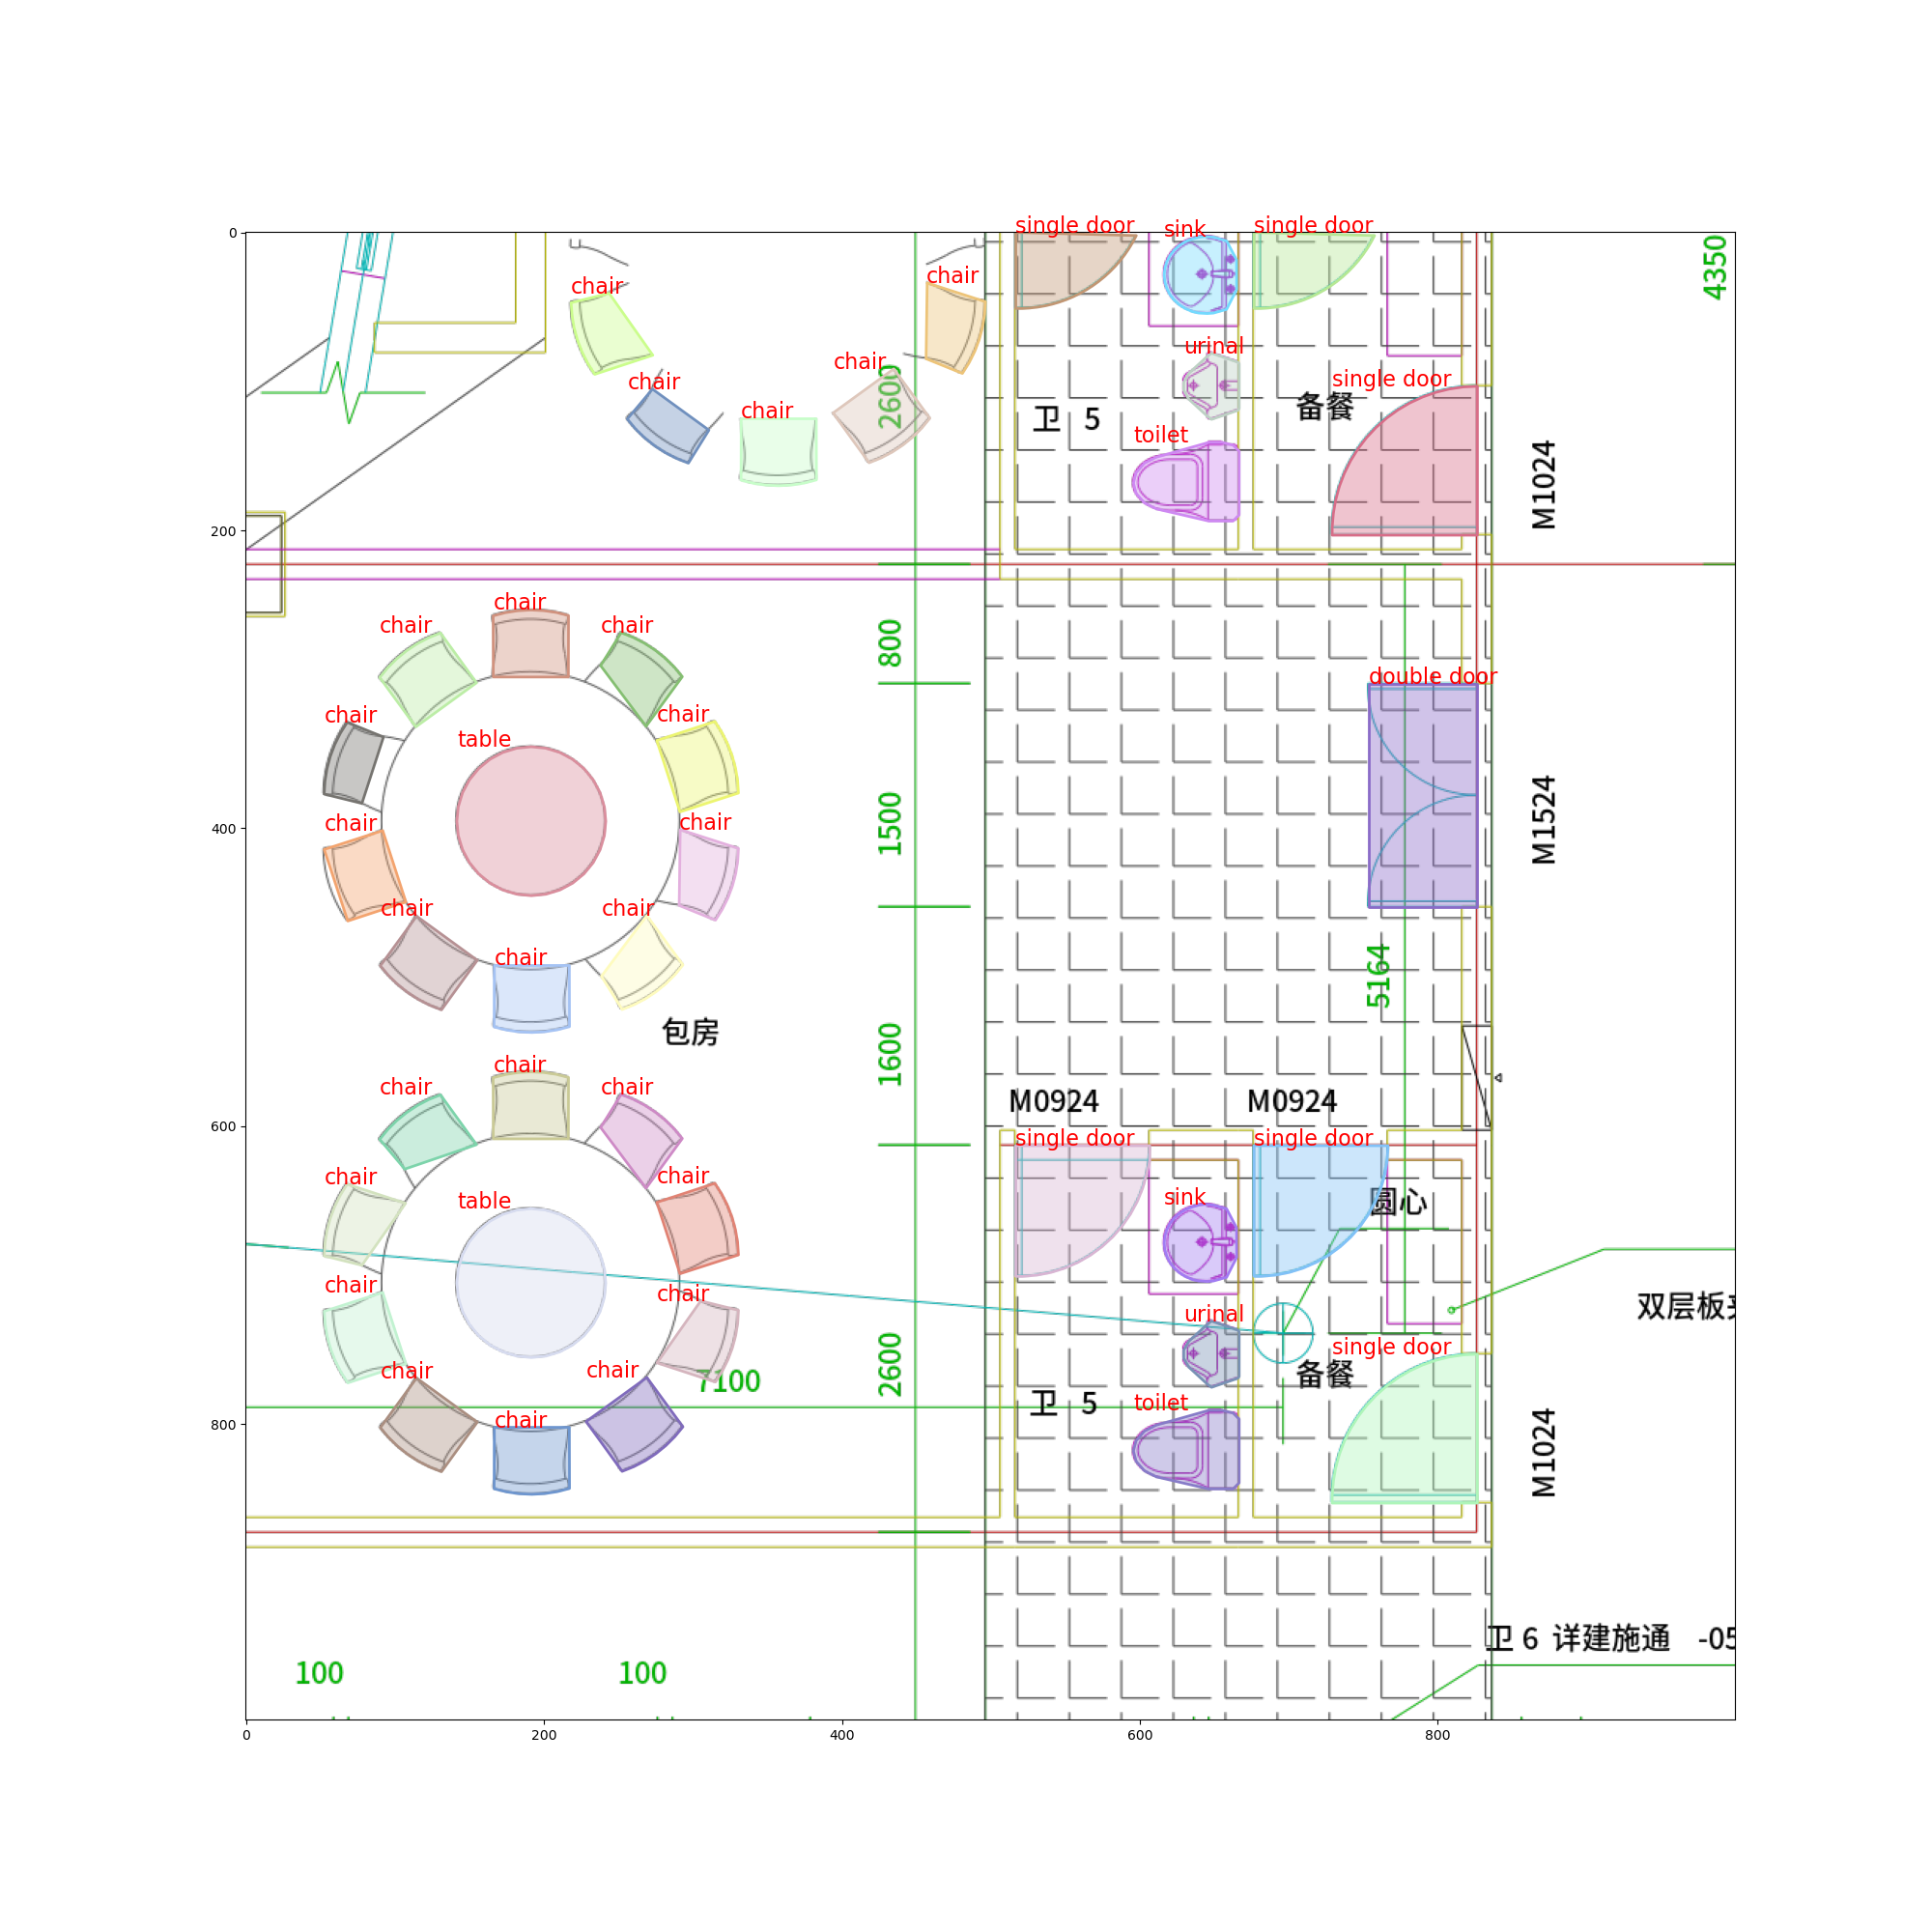 0
single door
sink
single door
4350
chair
chair
urinal
chair
chair
2600
single door
chair
备餐
卫 5
toilet
M1024
200
chair
chair
chair
800
double door
chair
chair
table
1500
M1524
400
chair
chair
chair
chair
chair
5164
包房
1600
chair
chair
chair
M0924
M0924
600
single door
single door
chair
chair
table
sink
圆心
chair
chair
双层板夹
urinal
2600
single door
chair
chair
7100
备餐
卫 5
toilet
M1024
800
chair
卫 6 详建施通 -05
100
100
0
200
400
600
800